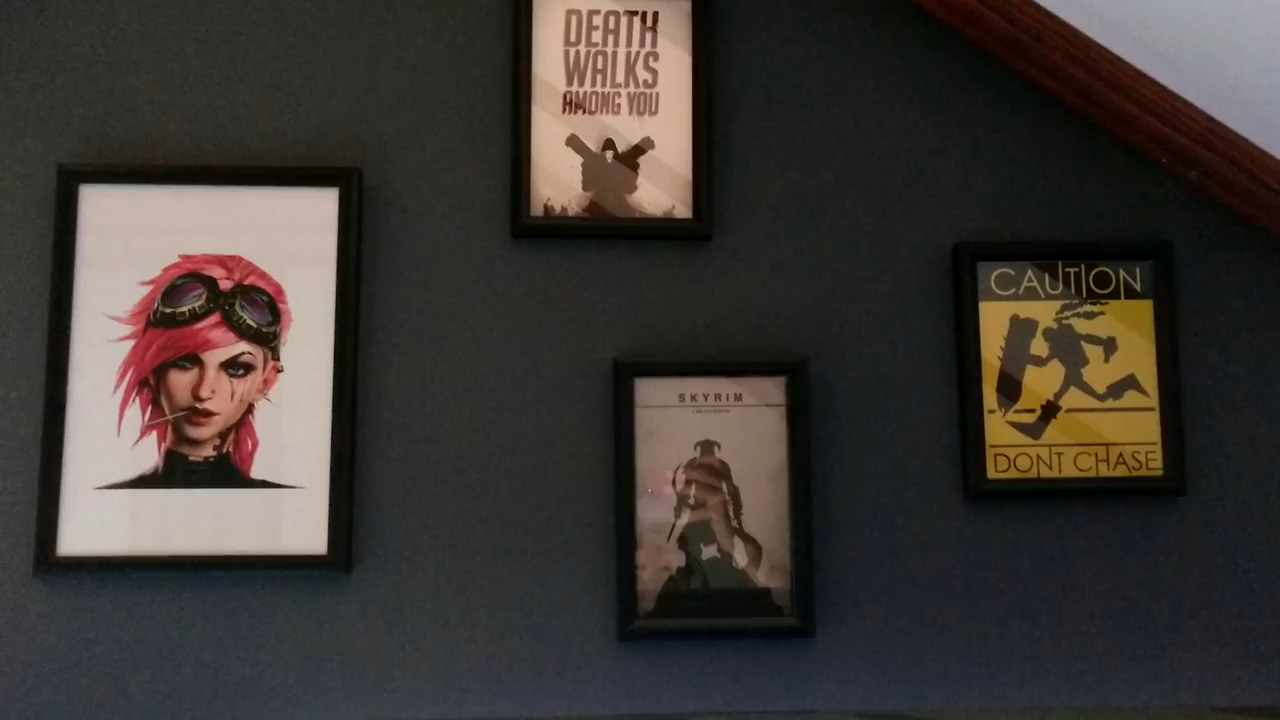 DEATH
WALKS
AMONG YOU
SKYRIM
CAUTION
DONT CHASE